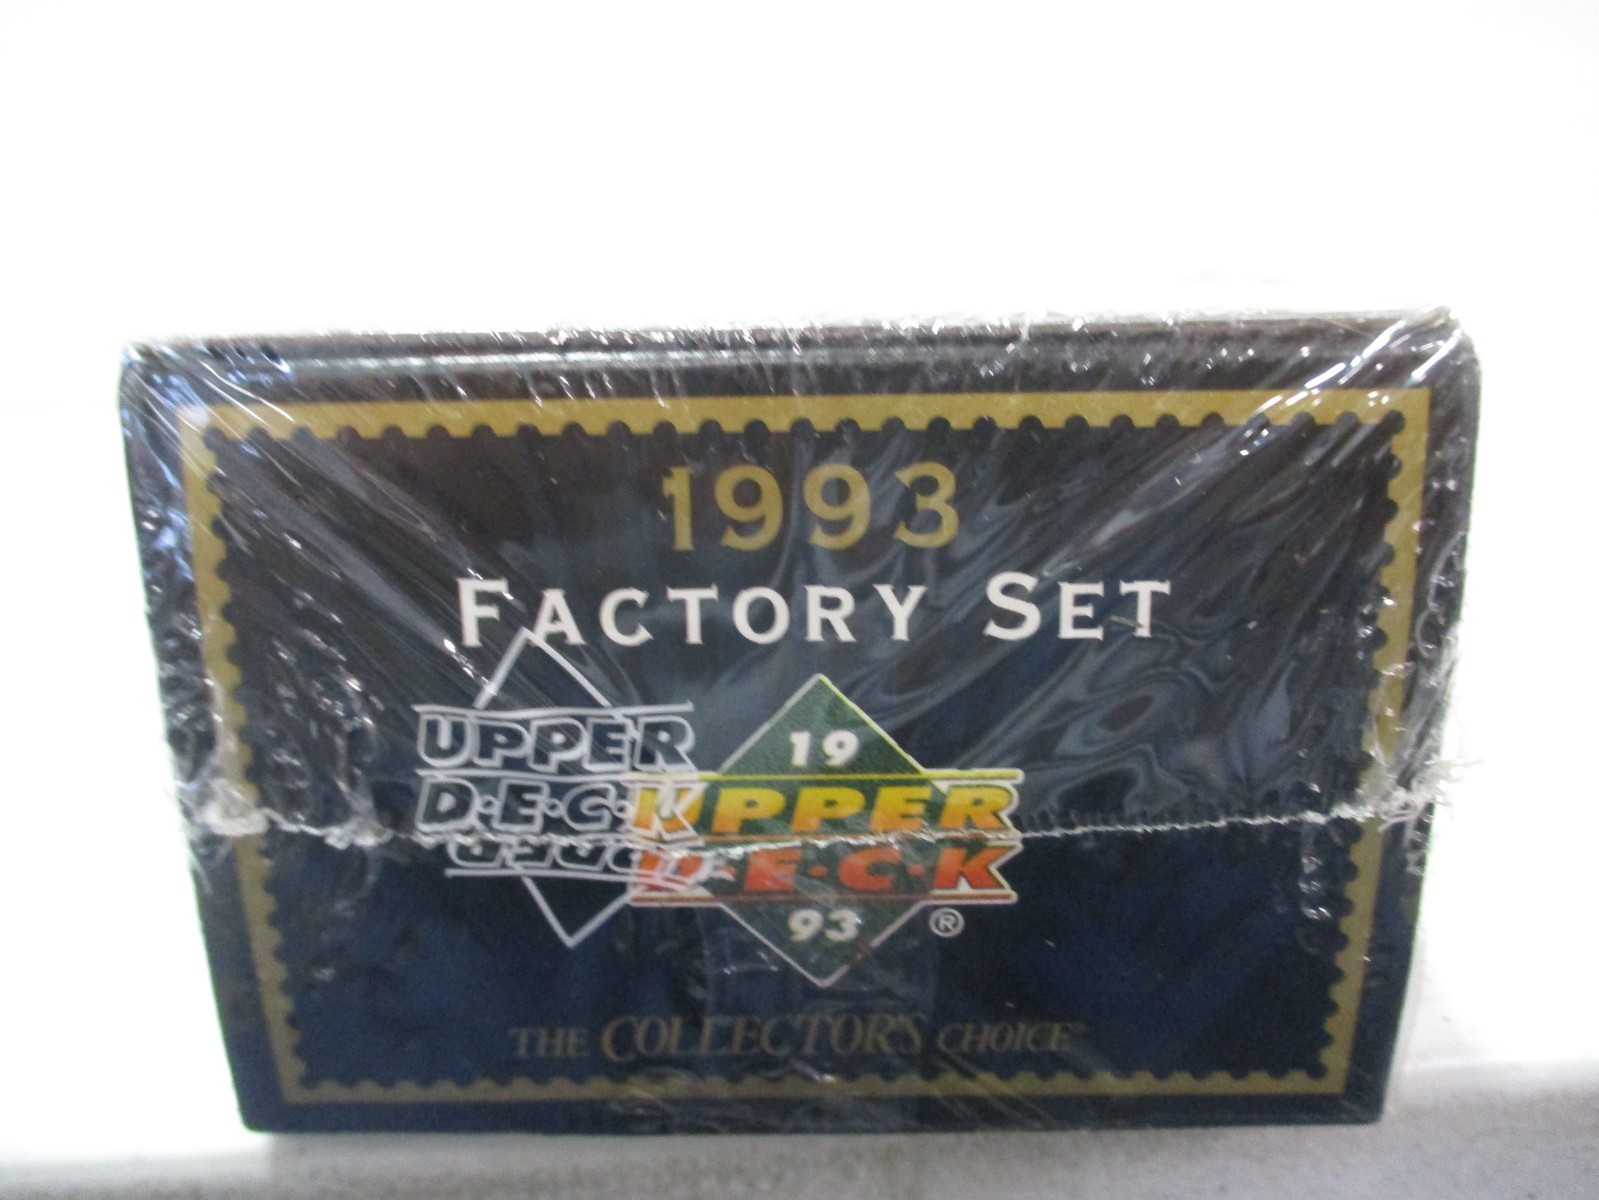 1993
FACTORY SET
UPPER
D·E·C·K
19
UPPER
D·E·C·K
93 ®
THE COLLECTOR'S CHOICE